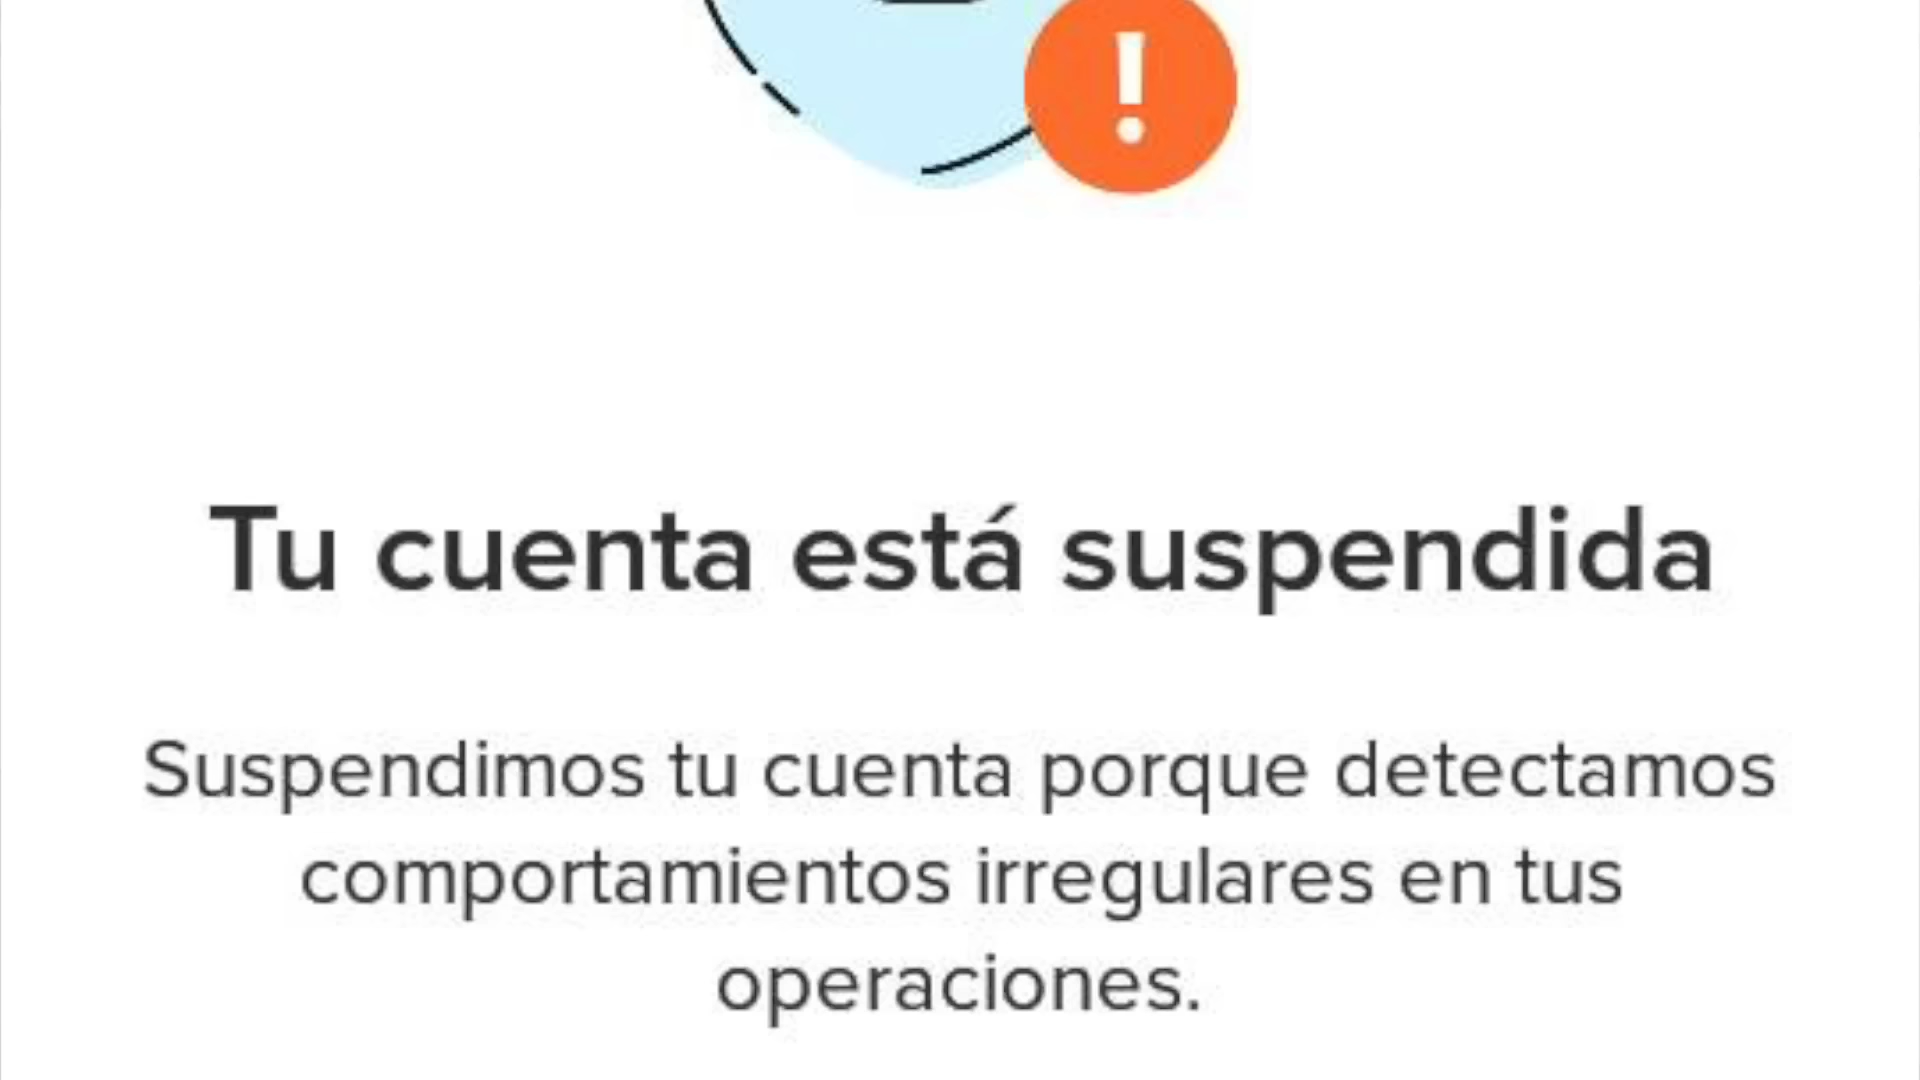 !
Tu cuenta está suspendida
Suspendimos tu cuenta porque detectamos
comportamientos irregulares en tus
operaciones.